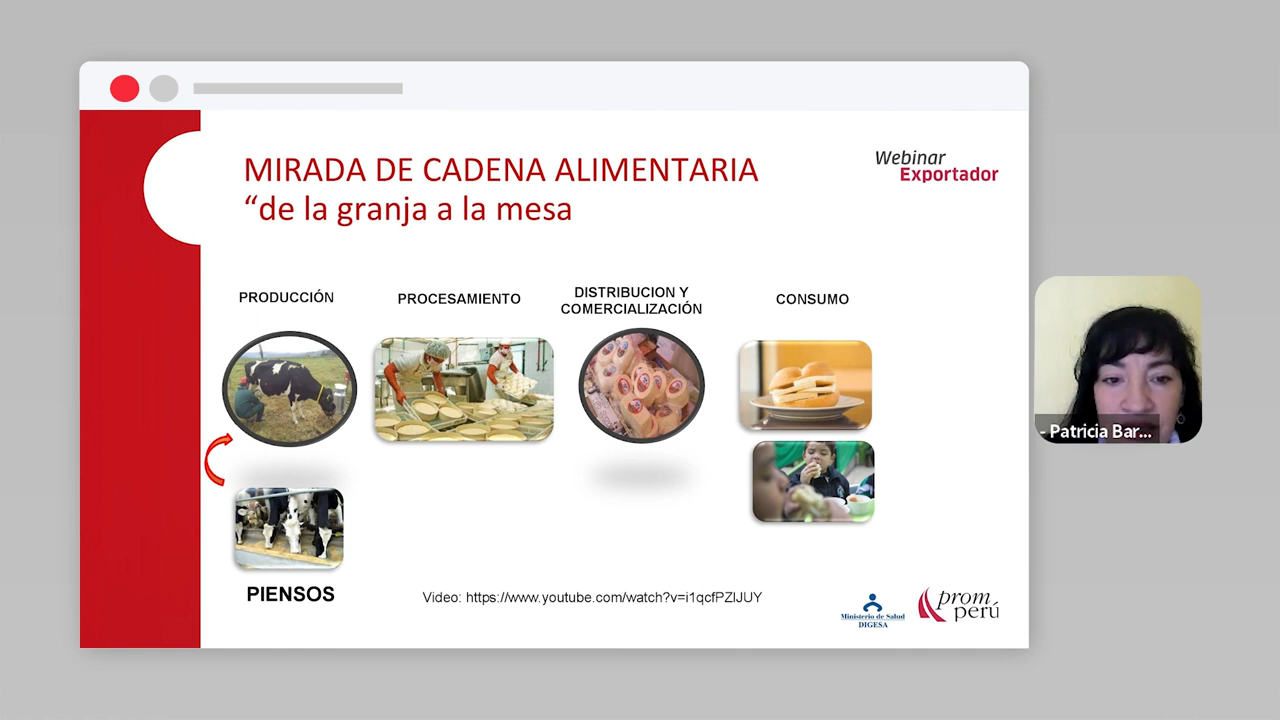 MIRADA DE CADENA ALIMENTARIA
“de la granja a la mesa
Webinar
Exportador
PRODUCCIÓN
PROCESAMIENTO
DISTRIBUCION Y
COMERCIALIZACIÓN
CONSUMO
- Patricia Bar...
PIENSOS
Video: https://www.youtube.com/watch?v=i1qcfPZIJUY
Ministerio de Salud
DIGESA
prom
perú